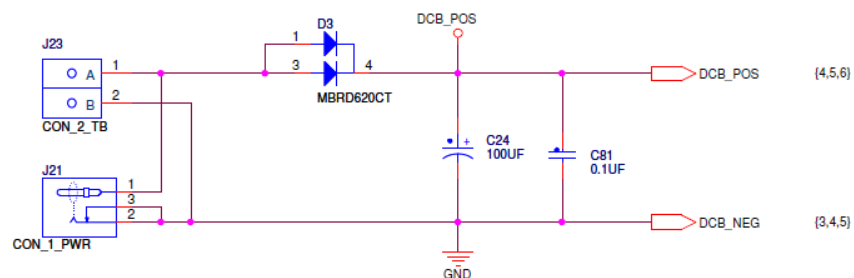 DCB_POS
D3
J23
1
A
1
3
4
DCB_POS
{4,5,6}
MBRD620CT
B
2
CON_2_TB
C24
+
100UF
C81
0.1UF
J21
1
3
2
CON_1_PWR
DCB_NEG
{3,4,5}
GND